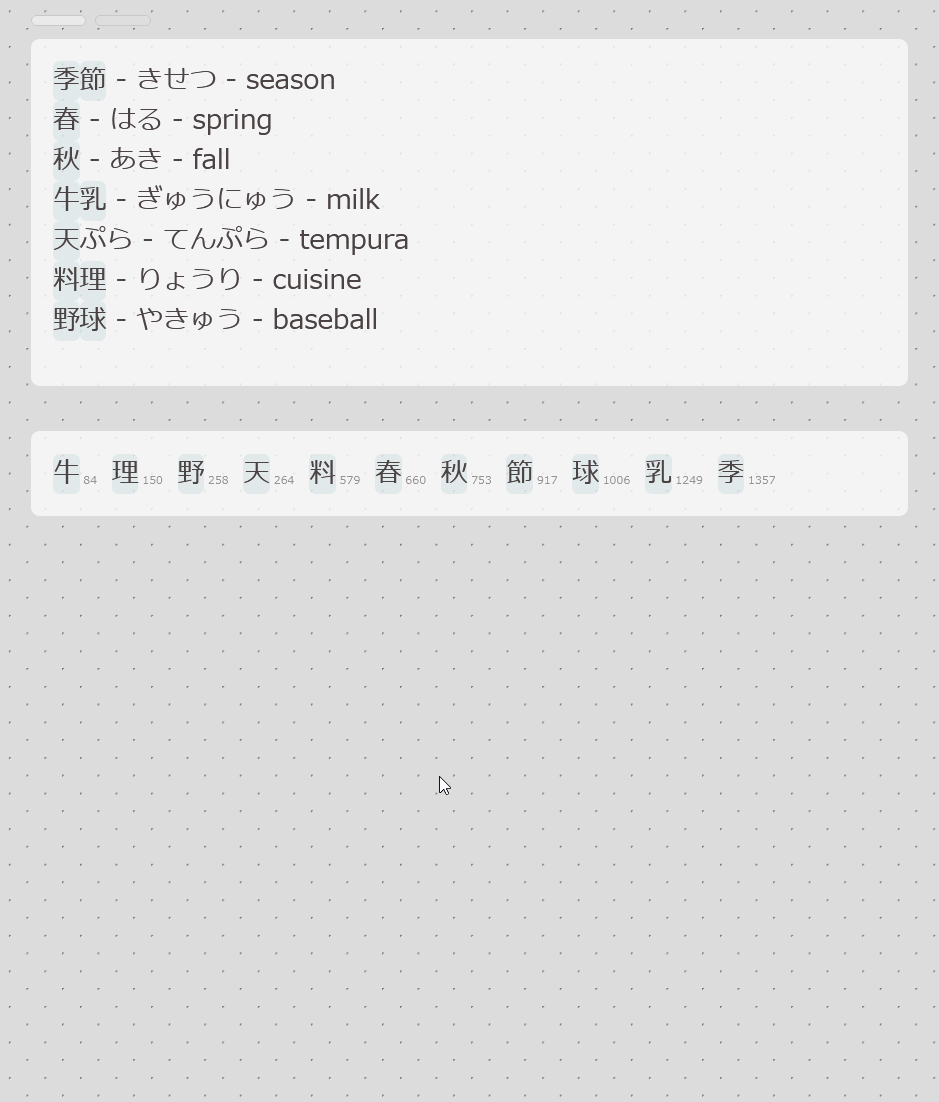 季節 - きせつ - season
春 - はる - spring
秋 - あき - fall
牛乳 - ぎゅうにゅう - milk
天ぷら - てんぷら - tempura
料理 - りょうり - cuisine
野球 - やきゅう - baseball
牛 84 理 150 野 258 天 264 料 579 春 660 秋 753 節 917 球 1006 乳 1249 季 1357